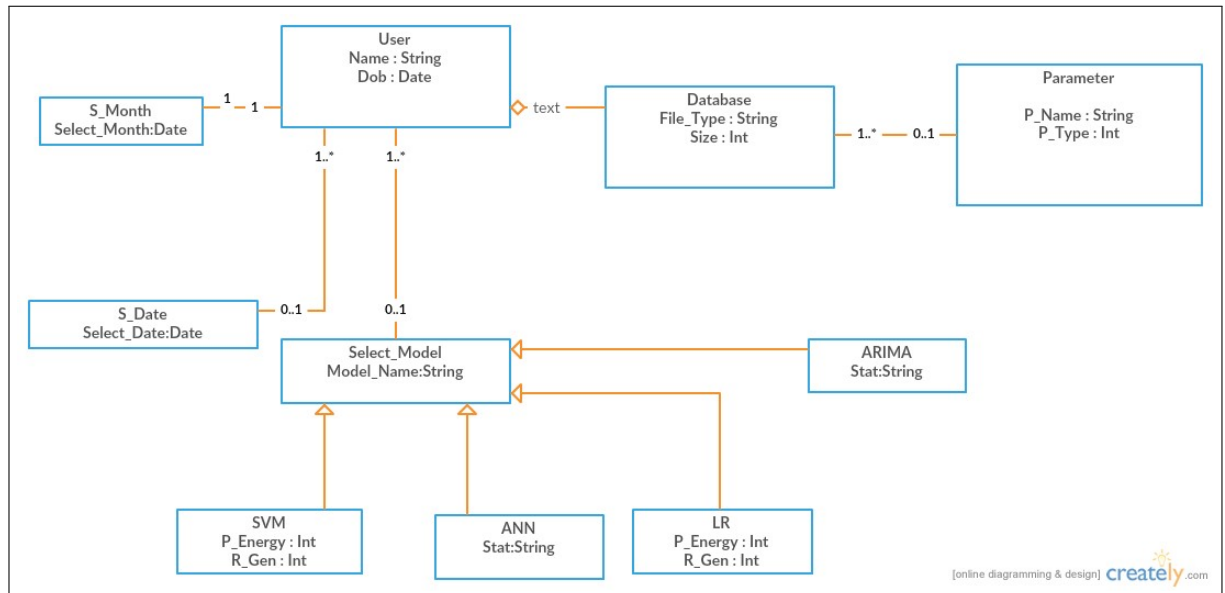 User
Name : String
Dob : Date
S_Month
Select_Month:Date
1
1
text
Database
File_Type : String
Size : Int
1..*
0..1
Parameter
P_Name : String
P_Type : Int
1..*
1..*
S_Date
Select_Date:Date
0..1
0..1
Select_Model
Model_Name:String
ARIMA
Stat:String
SVM
P_Energy : Int
R_Gen : Int
ANN
Stat:String
LR
P_Energy : Int
R_Gen : Int
[online diagramming & design] creately.com